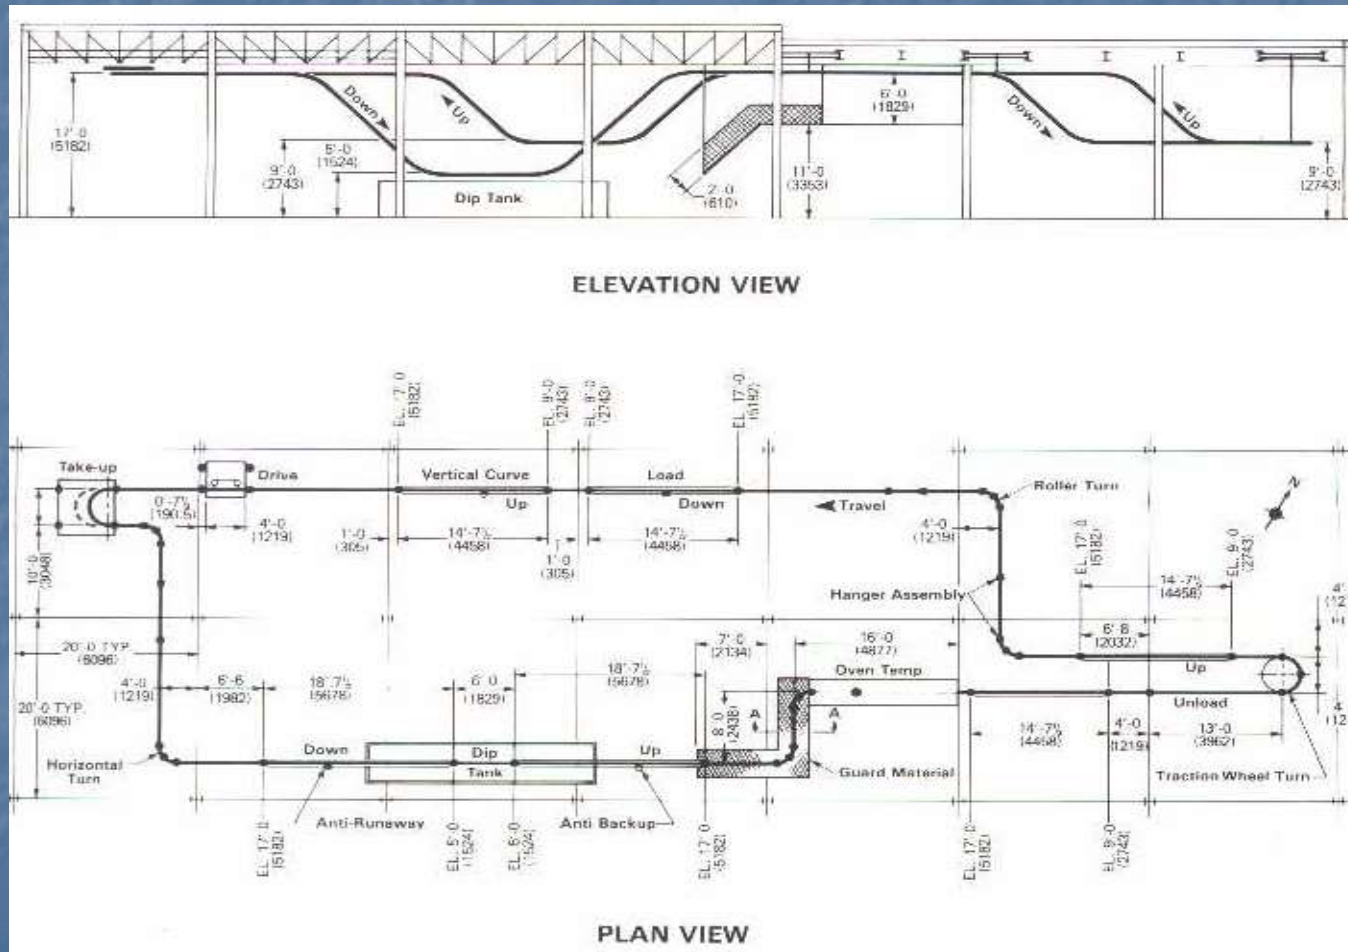 17'-0
(5182)
Down
Up
9'-0
(2743)
5'-0
(1524)
Dip Tank
2'-0
(610)
11'-0
(3353)
6'-0
(1829)
Down
Up
9'-0
(2743)
ELEVATION VIEW
EL. 17'-0
(5182)
EL. 9'-0
(2743)
EL. 9'-0
(2743)
EL. 17'-0
(5182)
Take-up
Drive
Vertical Curve
Up
Load
Down
Travel
Roller Turn
N
0'-7½
(190.5)
4'-0
(1219)
1'-0
(305)
14'-7½
(4458)
1'-0
(305)
14'-7½
(4458)
4'-0
(1219)
EL. 17'-0
(5182)
EL. 9'-0
(2743)
14'-7½
(4458)
10'-0
(3048)
Hanger Assembly
20'-0 TYP.
(6096)
20'-0 TYP.
(6096)
4'-0
(1219)
6'-6
(1982)
18'-7½
(5678)
6'-0
(1829)
18'-7½
(5678)
7'-0
(2134)
16'-0
(4877)
Oven Temp
6'-8
(2032)
Up
Unload
8'-0
(2438)
A
A
14'-7½
(4458)
4'-0
(1219)
13'-0
(3962)
Horizontal
Turn
Down
Dip
Tank
Up
Guard Material
Traction Wheel Turn
Anti-Runaway
Anti Backup
EL. 17'-0
(5182)
EL. 5'-0
(1524)
(1524)
EL. 17'-0
(5182)
EL. 17'-0
(5182)
EL. 9'-0
(2743)
PLAN VIEW